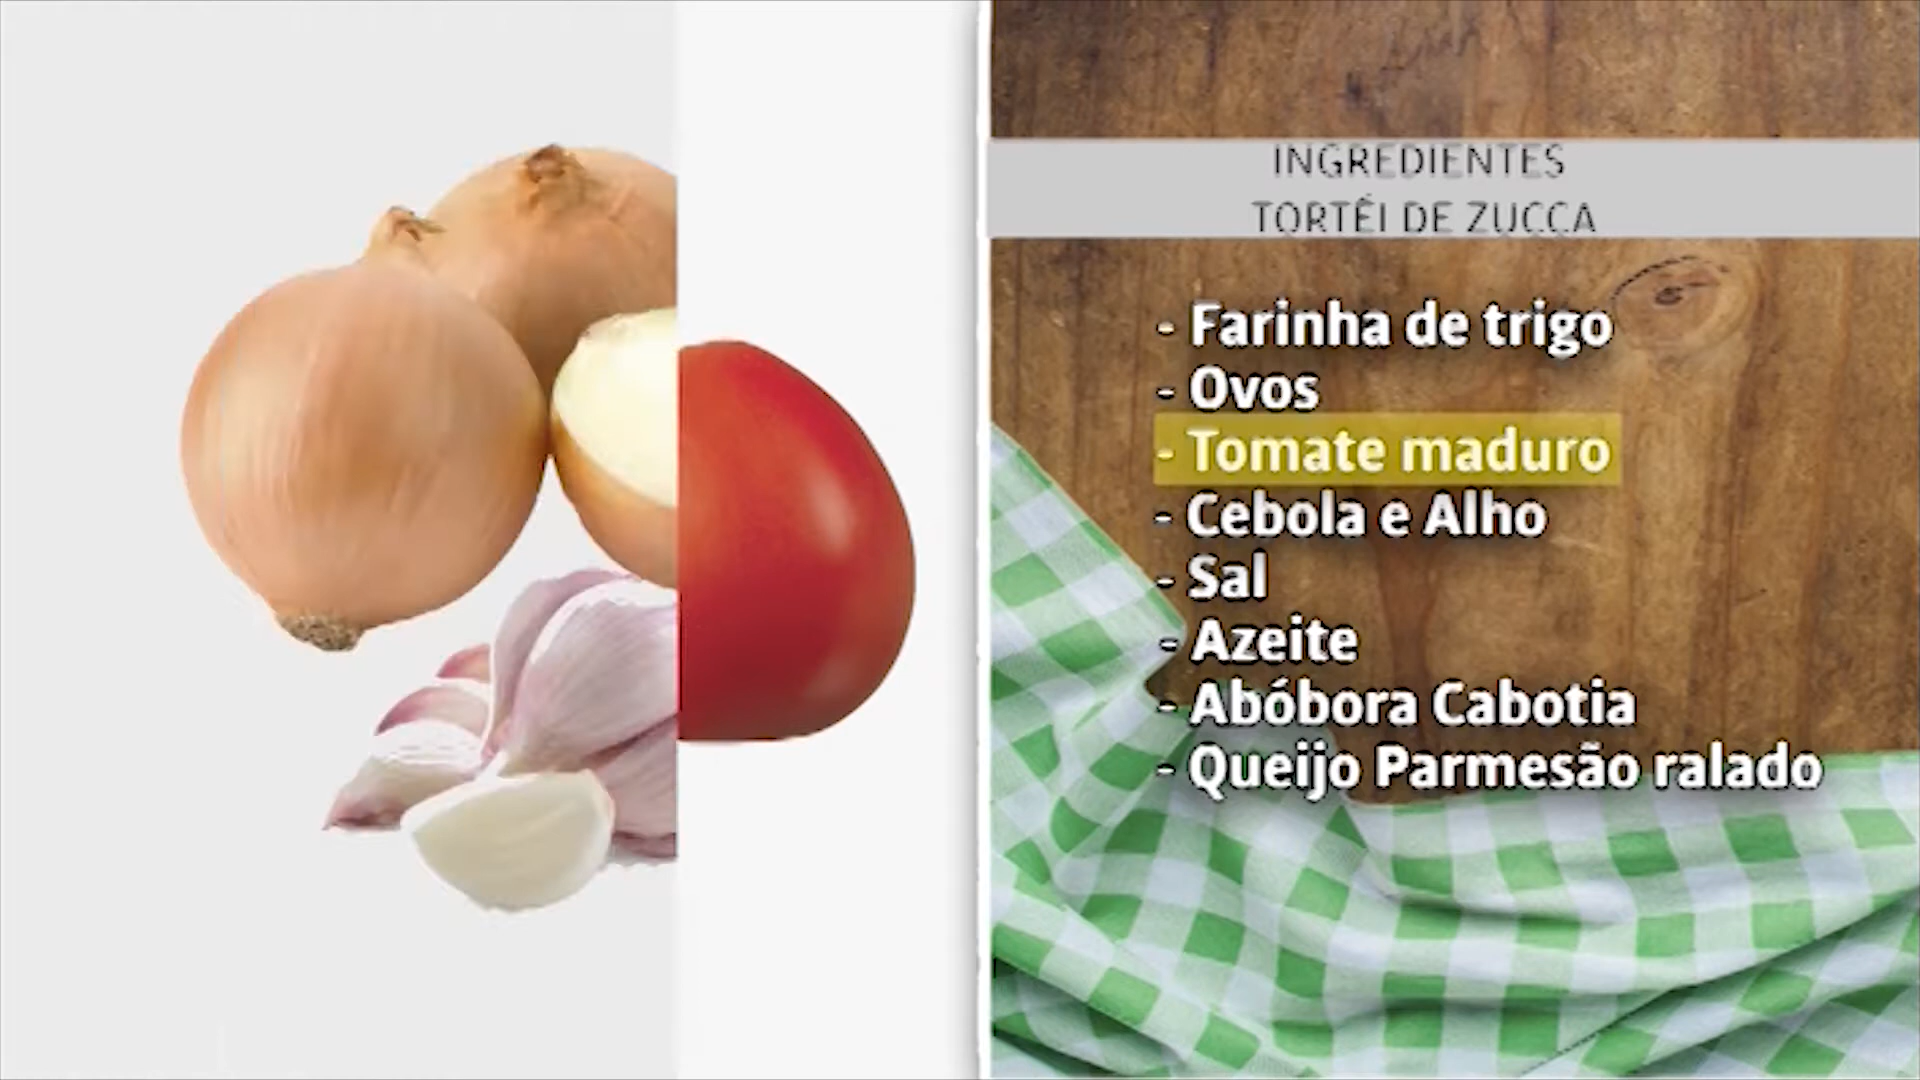 INGREDIENTES
TORTÉI DE ZUCCA
- Farinha de trigo
- Ovos
- Tomate maduro
- Cebola e Alho
- Sal
- Azeite
- Abóbora Cabotia
- Queijo Parmesão ralado